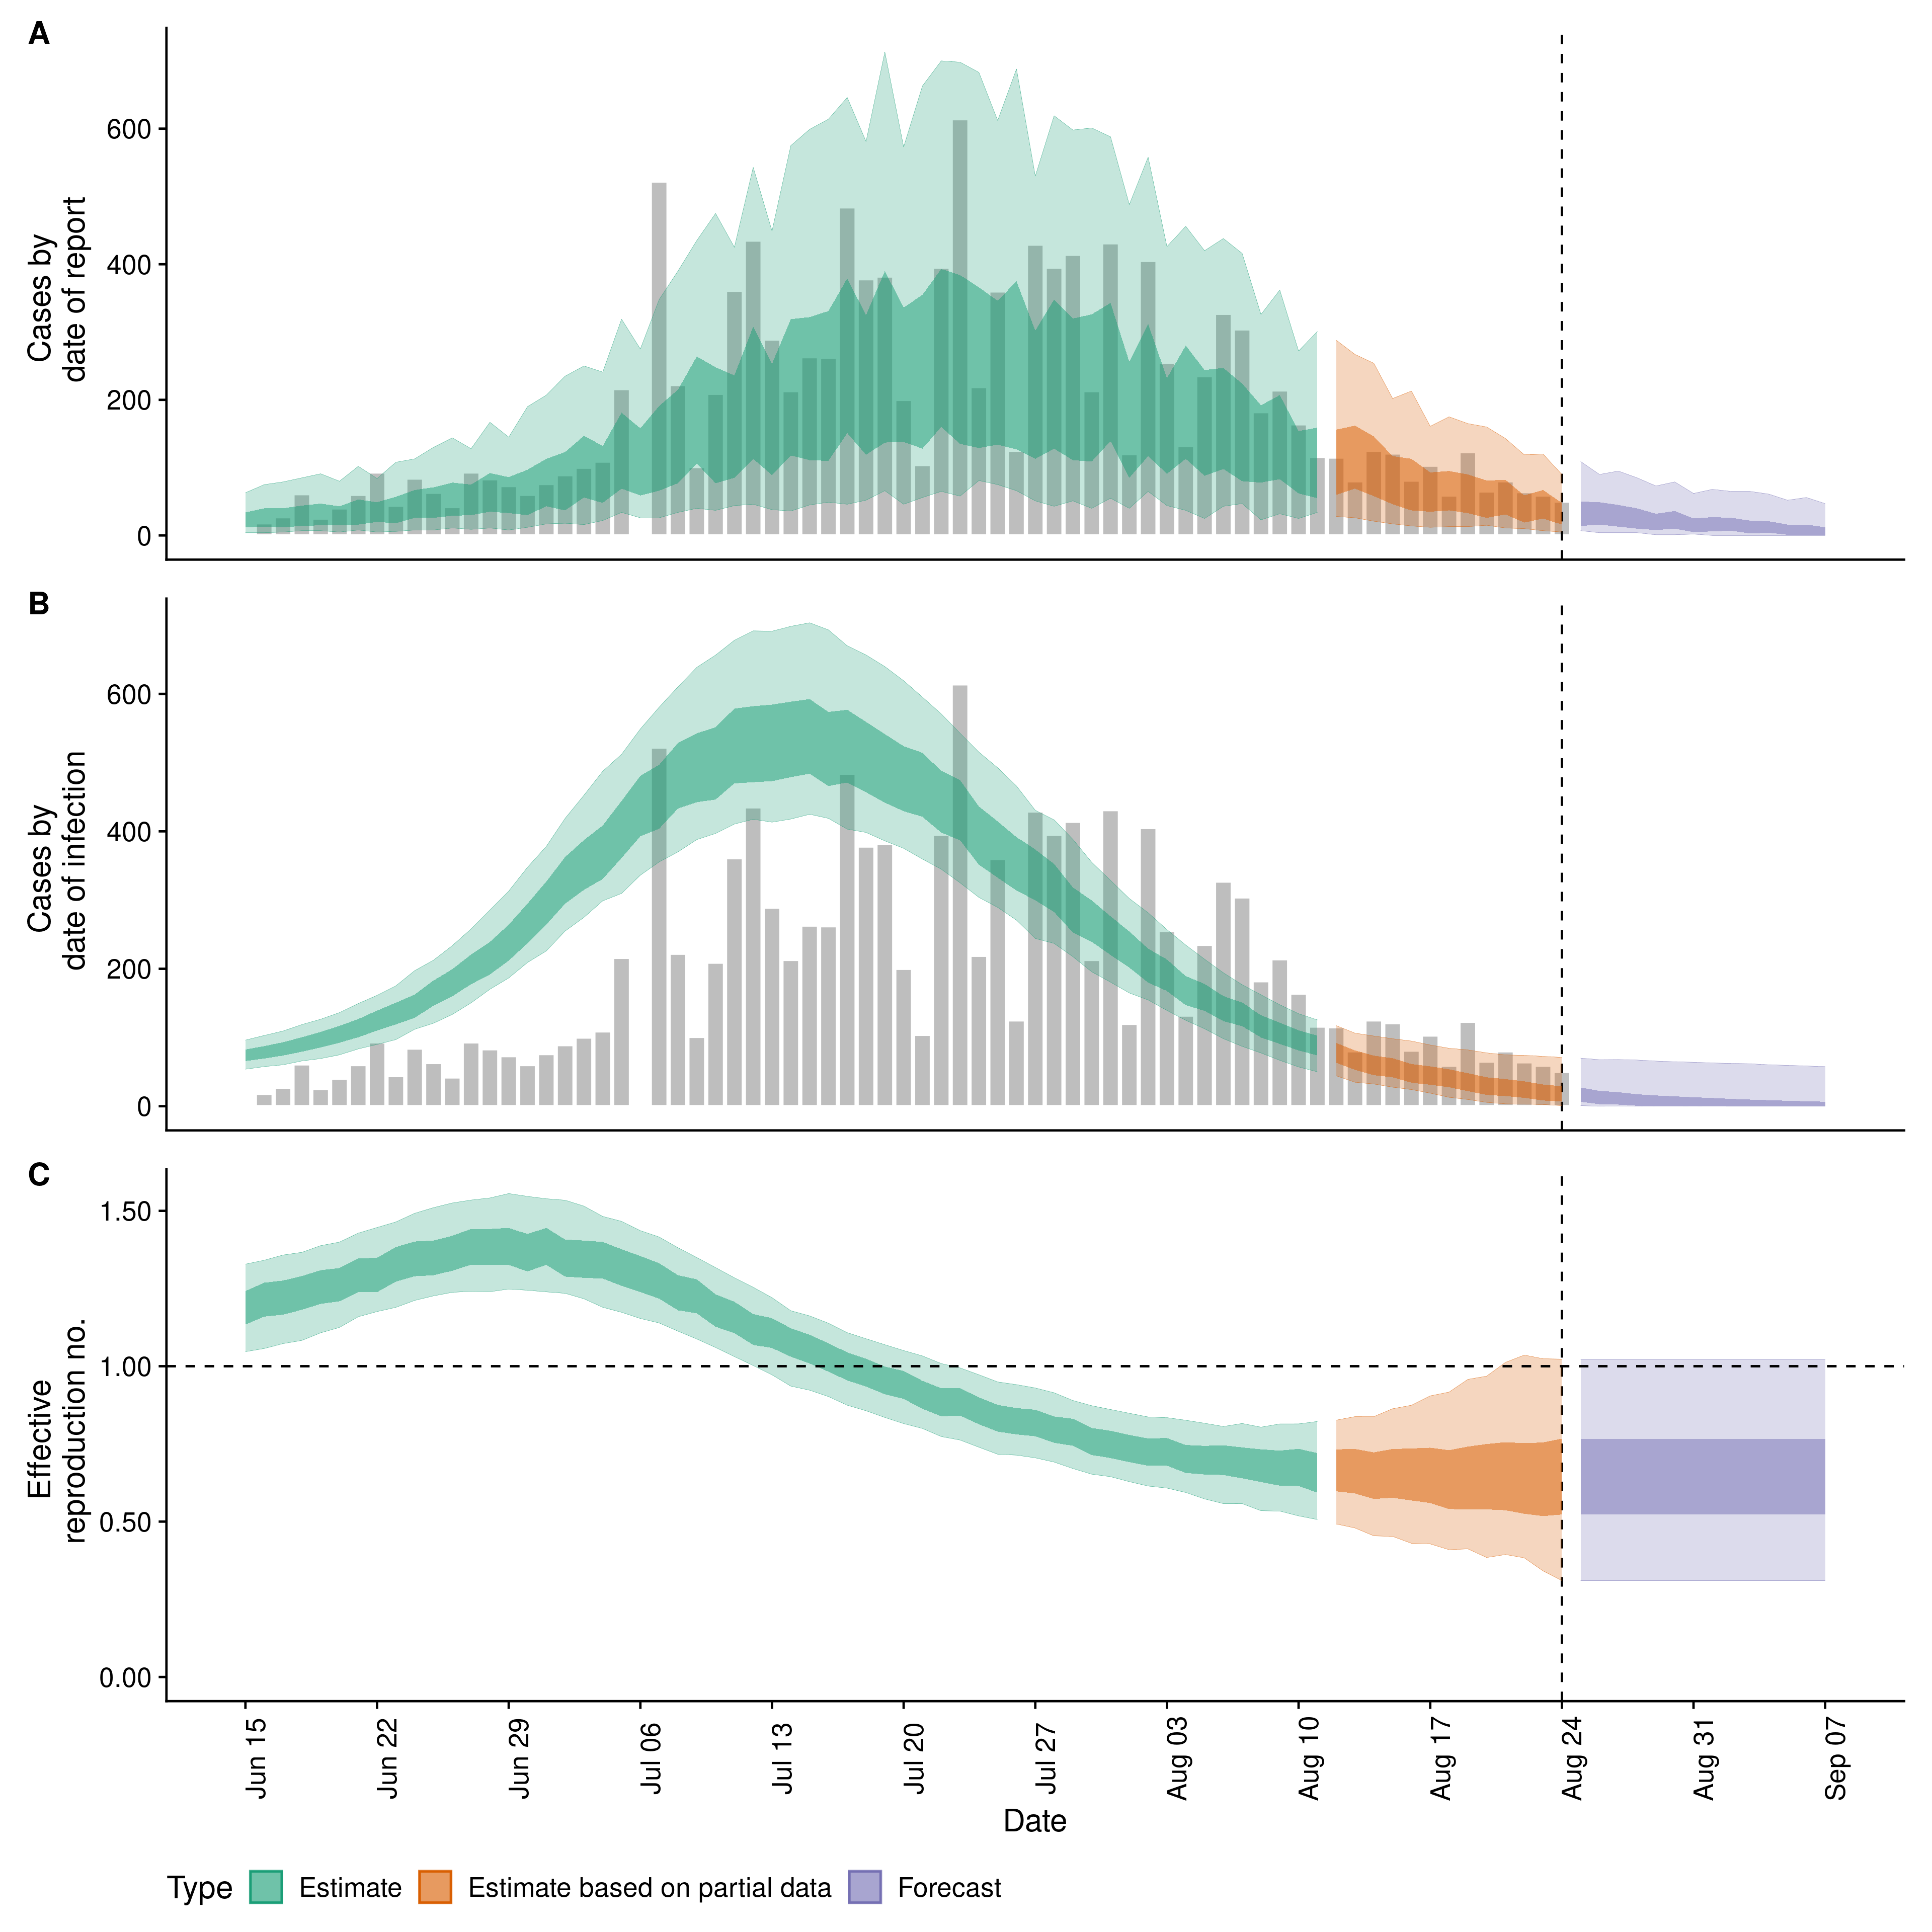 A
600
400
200
0
Cases by
date of report
B
600
400
200
0
Cases by
date of infection
C
1.50
1.00
0.50
0.00
Effective
reproduction no.
Jun 15
Jun 22
Jun 29
Jul 06
Jul 13
Jul 20
Jul 27
Aug 03
Aug 10
Aug 17
Aug 24
Aug 31
Sep 07
Date
Type Estimate Estimate based on partial data Forecast